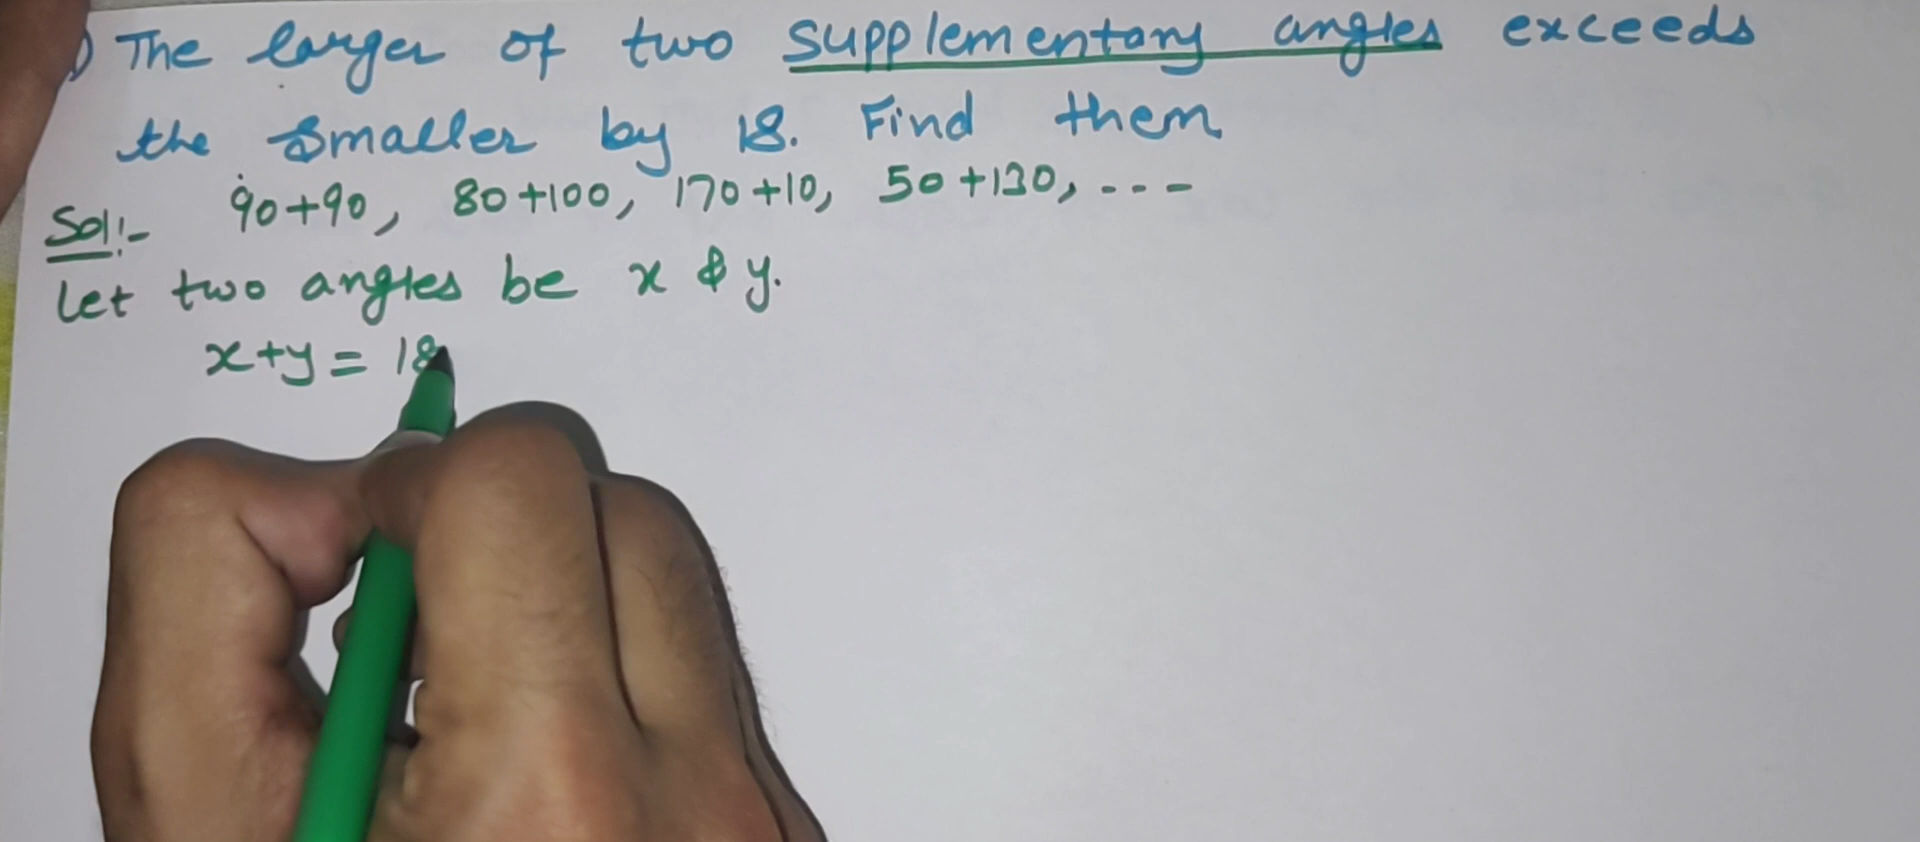 ) The larger of two supplementary angles exceeds
the smaller by 18. Find them
Sol:- 90+90, 80+100, 170+10, 50+130, ---
Let two angles be x & y.
x+y = 18